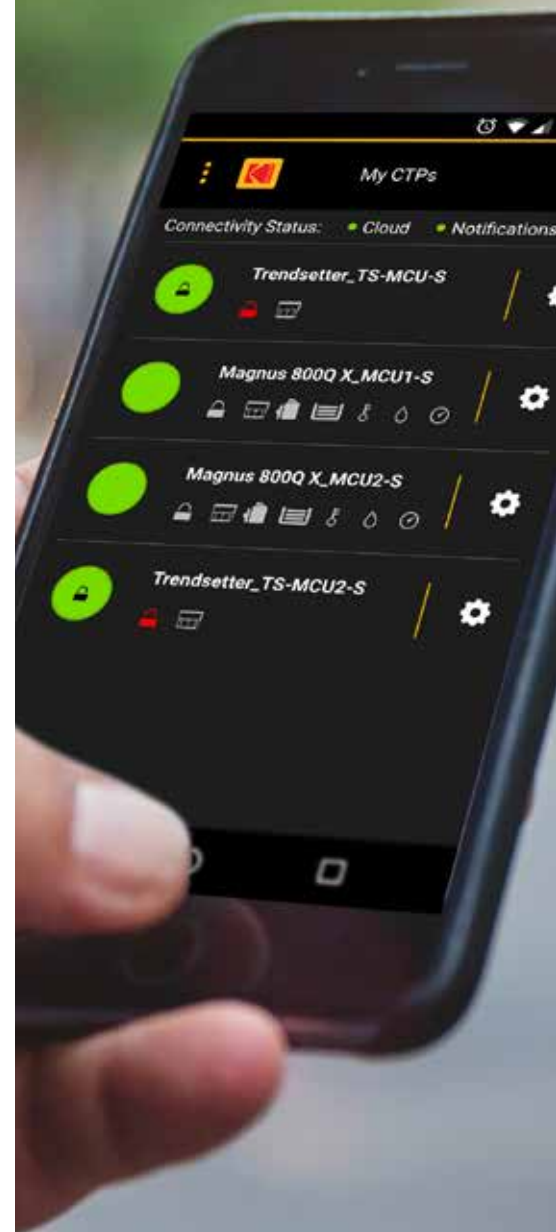 My CTPs
Connectivity Status: • Cloud • Notifications
Trendsetter_TS-MCU-S
Magnus 800Q X_MCU1-S
Magnus 800Q X_MCU2-S
Trendsetter_TS-MCU2-S